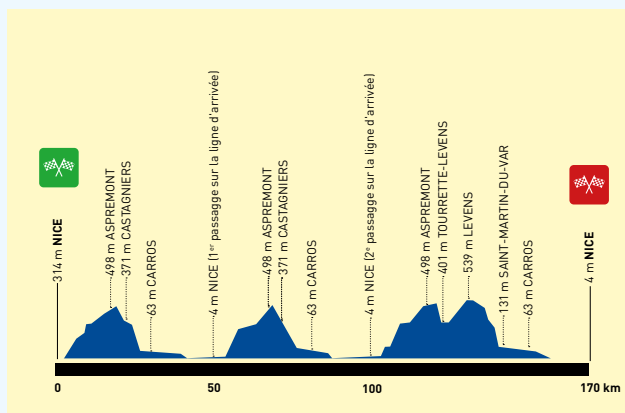 314 m NICE
498 m ASPREMONT
371 m CASTAGNIERS
63 m CARROS
4 m NICE (1er passagge sur la ligne d'arrivée)
498 m ASPREMONT
371 m CASTAGNIERS
63 m CARROS
4 m NICE (2e passagge sur la ligne d'arrivée)
498 m ASPREMONT
401 m TOURRETTE-LEVENS
539 m LEVENS
131 m SAINT-MARTIN-DU-VAR
63 m CARROS
4 m NICE
0
50
100
170 km